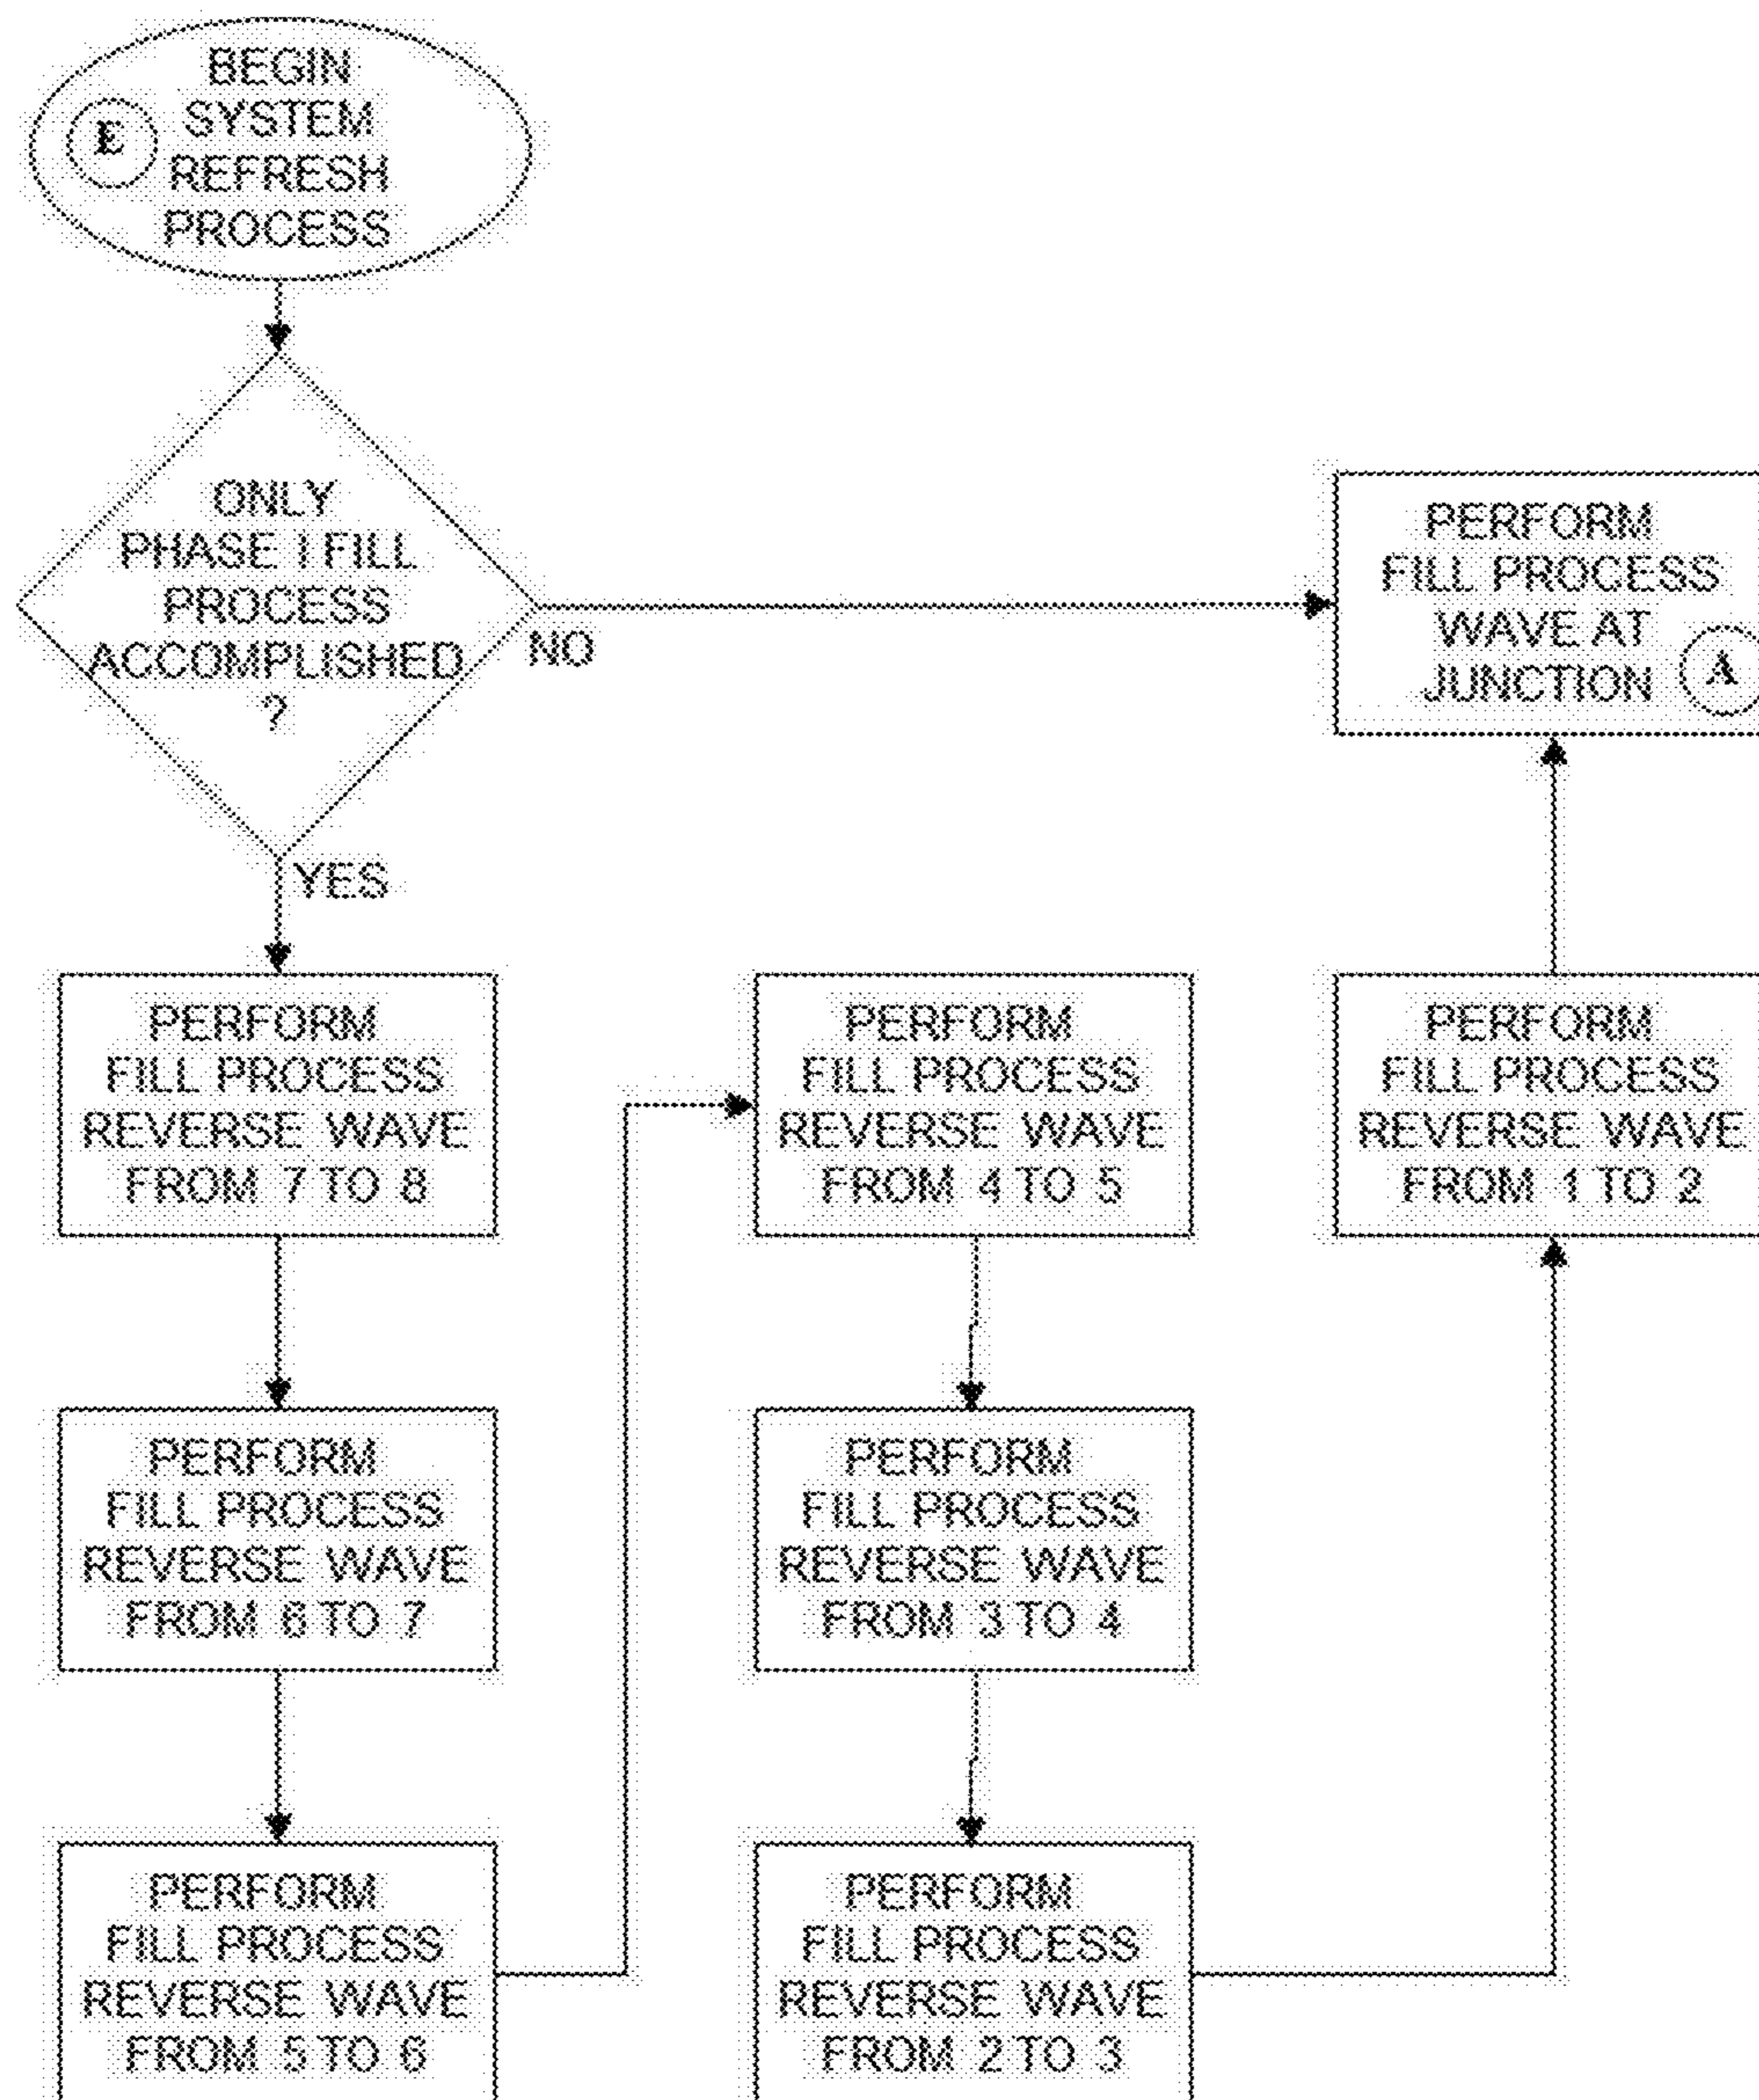 BEGIN
SYSTEM
E
REFRESH
PROCESS
ONLY
PHASE I FILL
PROCESS
ACCOMPLISHED
?
NO
YES
PERFORM
FILL PROCESS
WAVE AT
JUNCTION
A
PERFORM
FILL PROCESS
REVERSE WAVE
FROM 7 TO 8
PERFORM
FILL PROCESS
REVERSE WAVE
FROM 6 TO 7
PERFORM
FILL PROCESS
REVERSE WAVE
FROM 5 TO 6
PERFORM
FILL PROCESS
REVERSE WAVE
FROM 4 TO 5
PERFORM
FILL PROCESS
REVERSE WAVE
FROM 3 TO 4
PERFORM
FILL PROCESS
REVERSE WAVE
FROM 2 TO 3
PERFORM
FILL PROCESS
REVERSE WAVE
FROM 1 TO 2